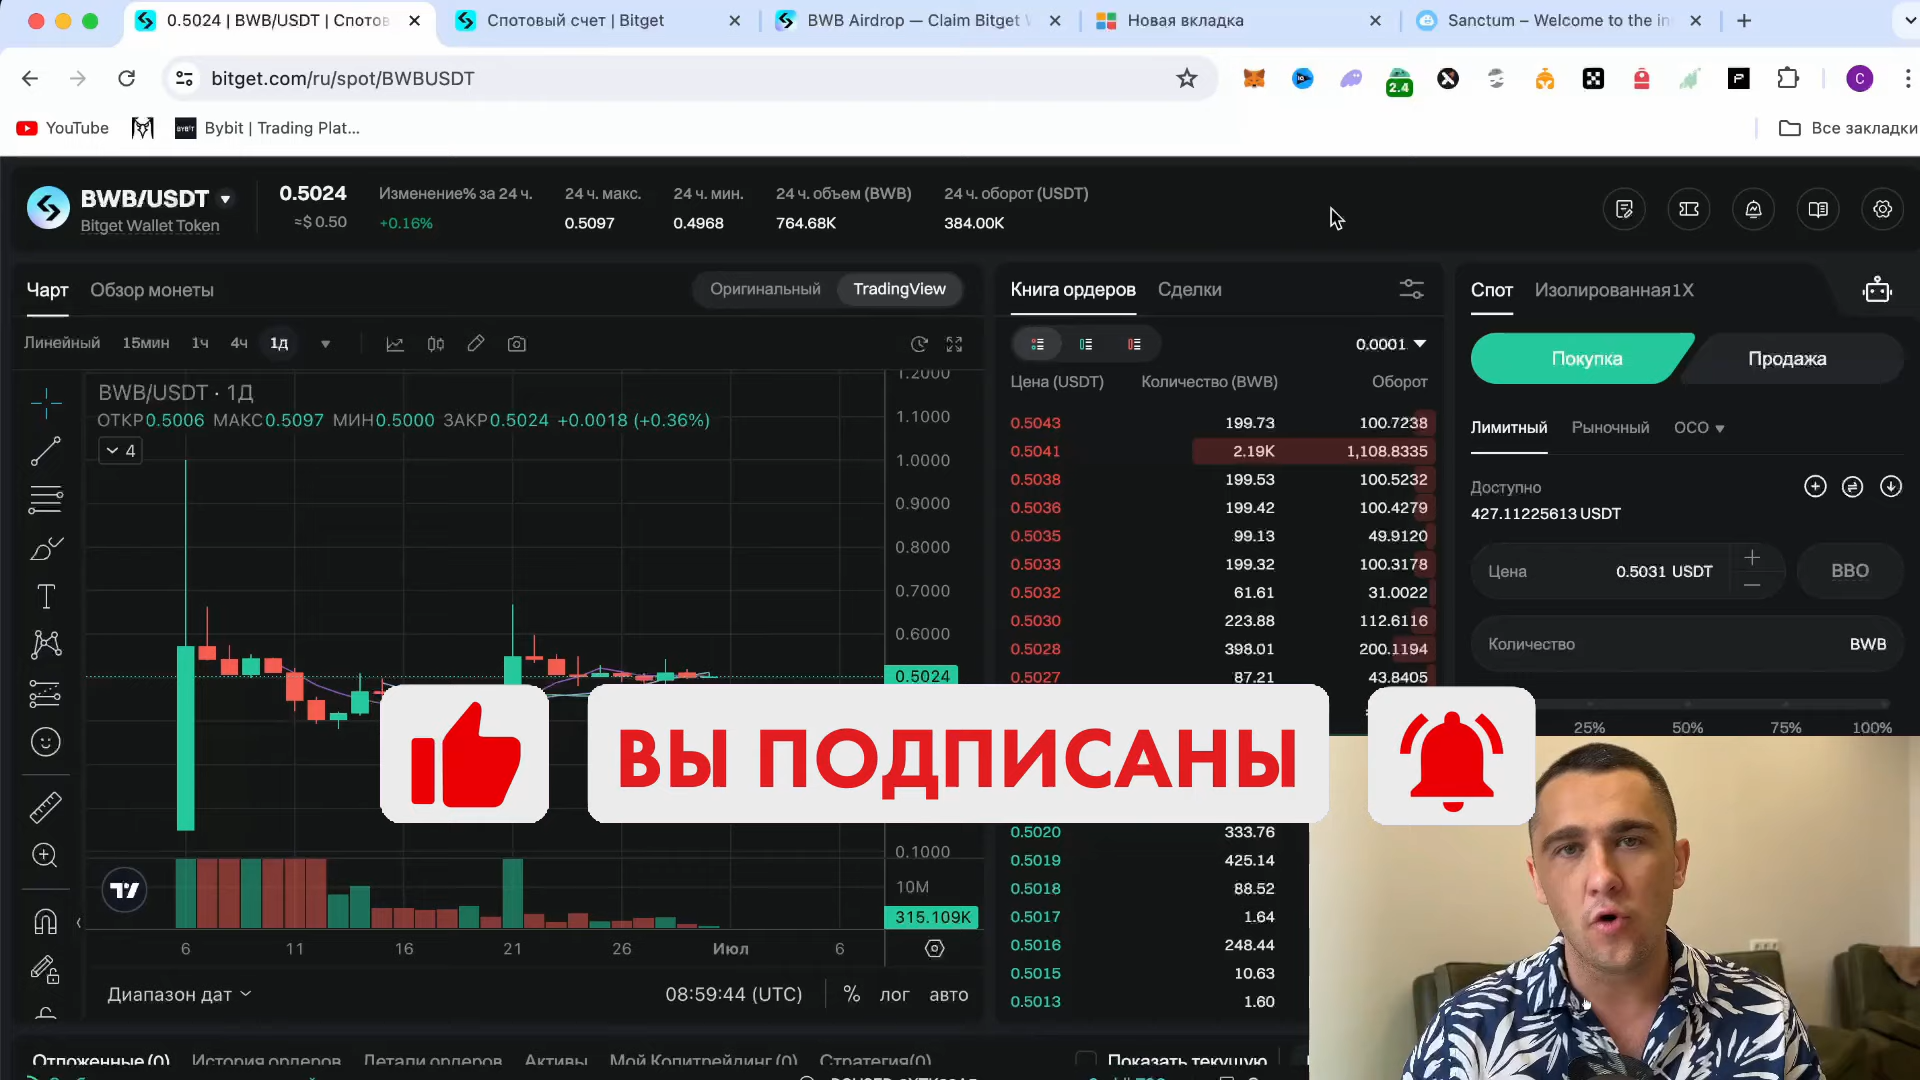 0.5024 | BWB/USDT | Спотов
Спотовый счет | Bitget
BWB Airdrop — Claim Bitget W
Новая вкладка
Sanctum – Welcome to the in
bitget.com/ru/spot/BWBUSDT
2.4
C
YouTube
BYBIT
Bybit | Trading Plat...
Все закладки
BWB/USDT
Bitget Wallet Token
0.5024
≈$ 0.50
Изменение% за 24 ч.
+0.16%
24 ч. макс.
0.5097
24 ч. мин.
0.4968
24 ч. объем (BWB)
764.68K
24 ч. оборот (USDT)
384.00K
Чарт
Обзор монеты
Оригинальный
TradingView
Линейный 15мин 1ч 4ч 1д
BWB/USDT · 1Д
ОТКР0.5006 МАКС0.5097 МИН0.5000 ЗАКР0.5024 +0.0018 (+0.36%)
4
1.2000
1.1000
1.0000
0.9000
0.8000
0.7000
0.6000
0.5024
0.1000
10M
315.109K
6 11 16 21 26 Июл 6
Диапазон дат
08:59:44 (UTC)
% лог авто
Книга ордеров
Сделки
0.0001
Цена (USDT) Количество (BWB) Оборот
0.5043 199.73 100.7238
0.5041 2.19K 1,108.8335
0.5038 199.53 100.5232
0.5036 199.42 100.4279
0.5035 99.13 49.9120
0.5033 199.32 100.3178
0.5032 61.61 31.0022
0.5030 223.88 112.6116
0.5028 398.01 200.1194
0.5027 87.21 43.8405
0.5020 333.76
0.5019 425.14
0.5018 88.52
0.5017 1.64
0.5016 248.44
0.5015 10.63
0.5013 1.60
Спот
Изолированная1X
Покупка
Продажа
Лимитный Рыночный OCO
Доступно
427.11225613 USDT
Цена 0.5031 USDT
BBO
Количество BWB
25% 50% 75% 100%
ВЫ ПОДПИСАНЫ
Отложенные (0) История ордеров Детали ордеров Активы Мой Копитрейдинг (0) Стратегия(0)
Показать текущую